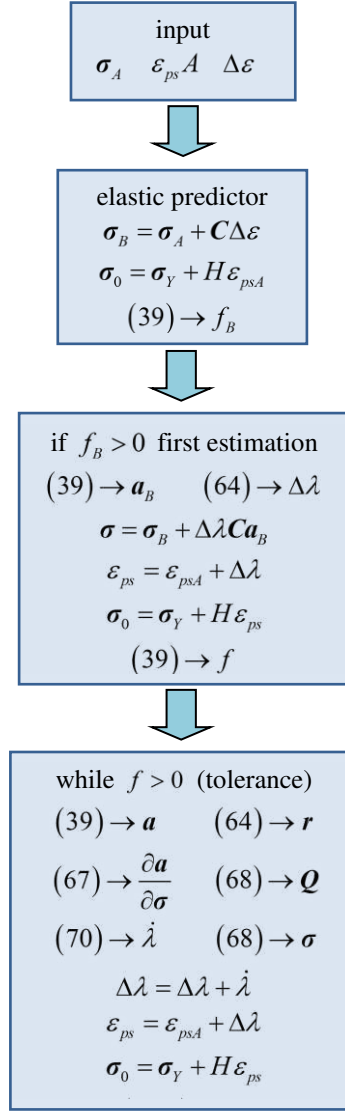 input
σ_A ε_ps A Δε
elastic predictor
σ_B = σ_A + CΔε
σ_0 = σ_Y + Hε_psA
(39) → f_B
if f_B > 0 first estimation
(39) → a_B (64) → Δλ
σ = σ_B + ΔλCa_B
ε_ps = ε_psA + Δλ
σ_0 = σ_Y + Hε_ps
(39) → f
while f > 0 (tolerance)
(39) → a (64) → r
(67) → ∂a/∂σ (68) → Q
(70) → λ̇ (68) → σ
Δλ = Δλ + λ̇
ε_ps = ε_psA + Δλ
σ_0 = σ_Y + Hε_ps